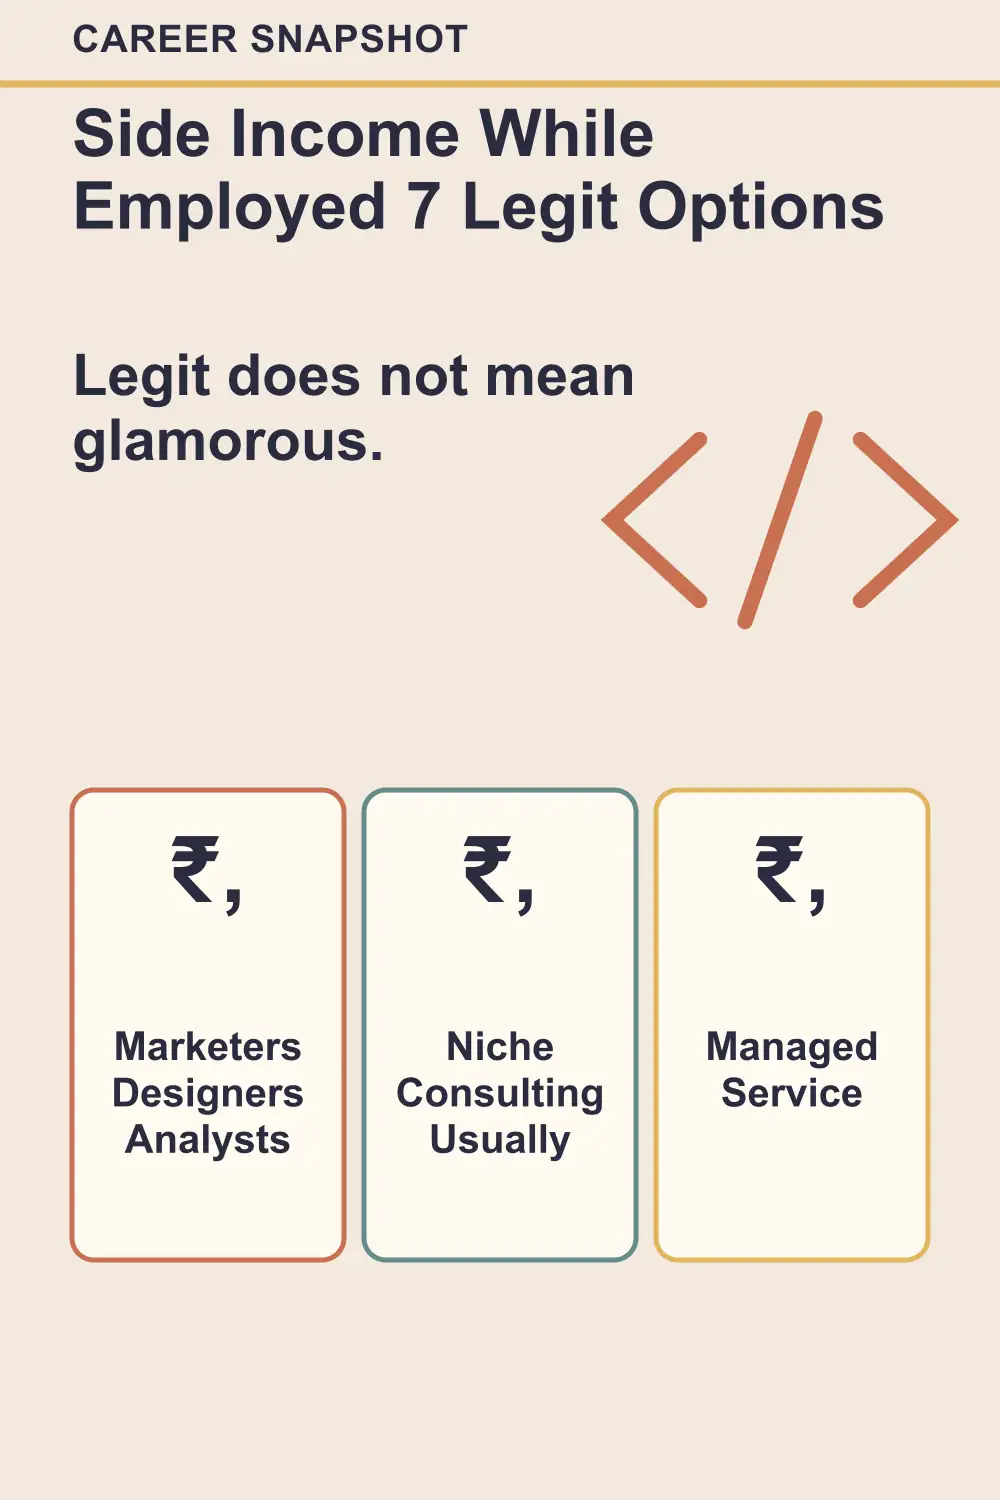 CAREER SNAPSHOT
Side Income While
Employed 7 Legit Options
Legit does not mean
glamorous.
₹,
Marketers
Designers
Analysts
₹,
Niche
Consulting
Usually
₹,
Managed
Service